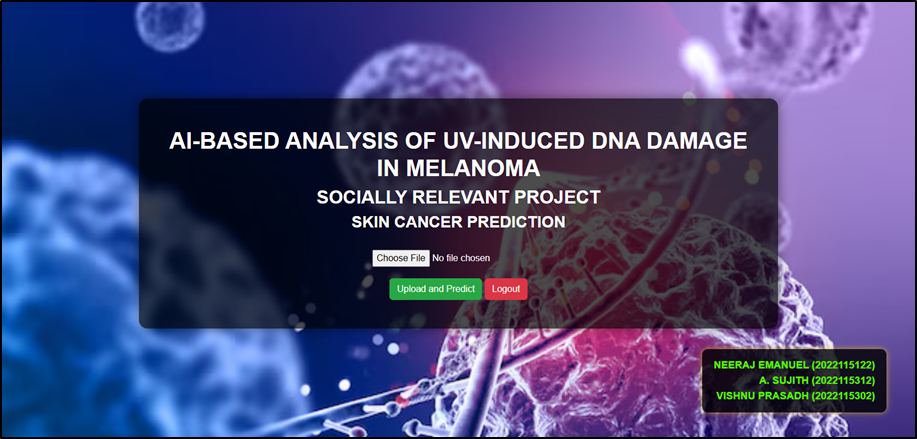 AI-BASED ANALYSIS OF UV-INDUCED DNA DAMAGE
IN MELANOMA
SOCIALLY RELEVANT PROJECT
SKIN CANCER PREDICTION
Choose File No file chosen
Upload and Predict Logout
NEERAJ EMANUEL (2022115122)
A. SUJITH (2022115312)
VISHNU PRASADH (2022115302)